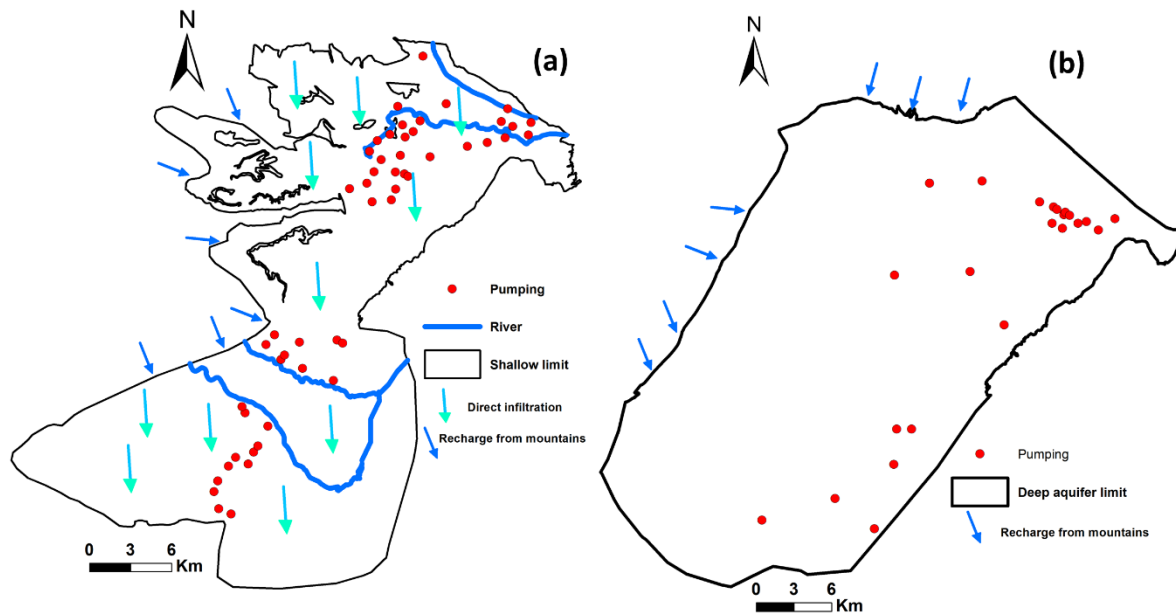 N
(a)
Pumping
River
Shallow limit
Direct infiltration
Recharge from mountains
0 3 6
Km
N
(b)
Pumping
Deep aquifer limit
Recharge from mountains
0 3 6
Km